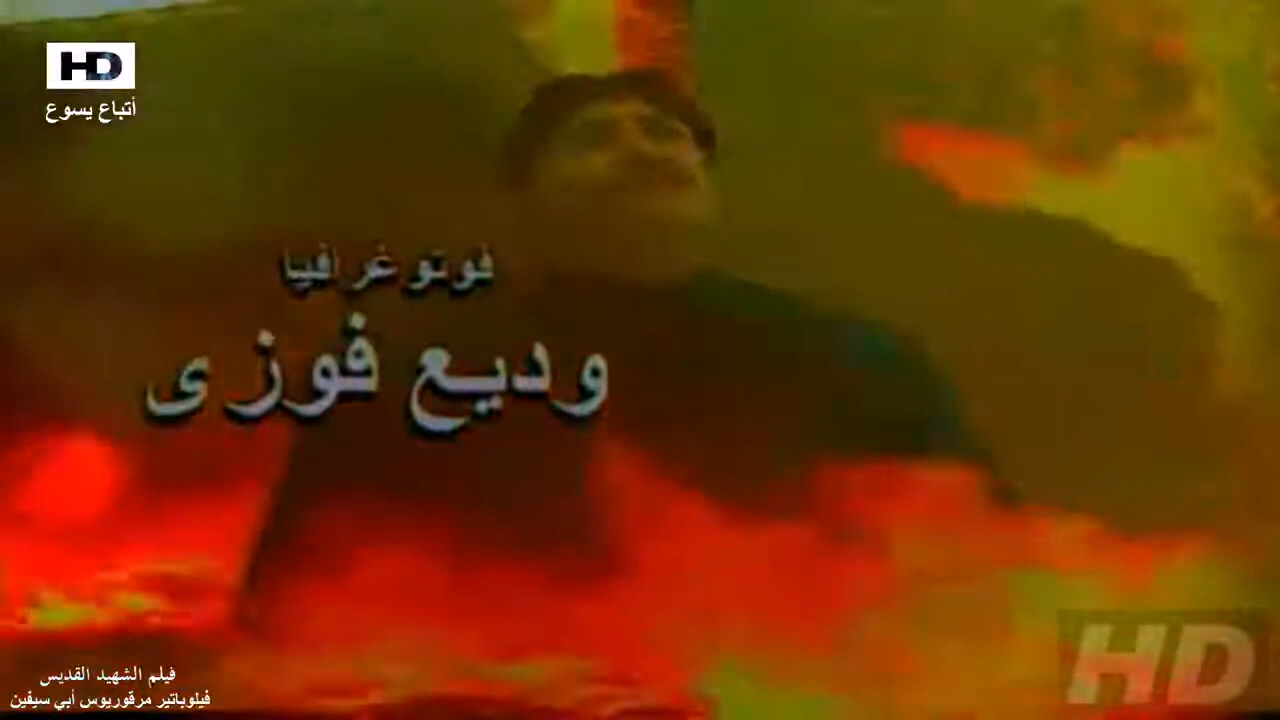 HD
أتباع يسوع
فوتوغرافيا
وديع فوزى
فيلم الشهيد القديس
فيلوباتير مرقوريوس أبي سيفين
HD